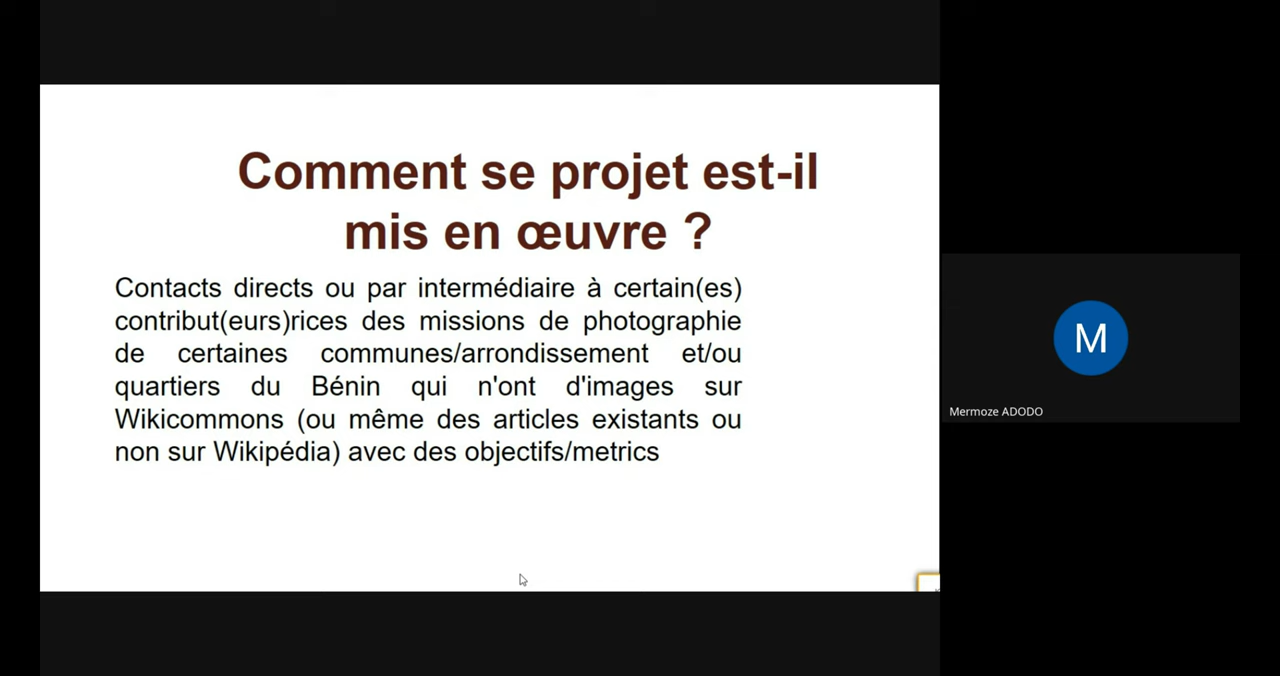 Comment se projet est-il
mis en œuvre ?
Contacts directs ou par intermédiaire à certain(es)
contribut(eurs)rices des missions de photographie
de certaines communes/arrondissement et/ou
quartiers du Bénin qui n'ont d'images sur
Wikicommons (ou même des articles existants ou
non sur Wikipédia) avec des objectifs/metrics
M
Mermoze ADODO